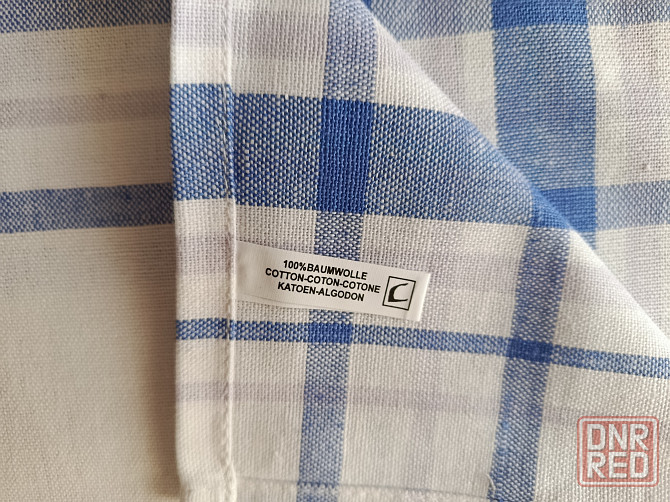 100%BAUMWOLLE
COTTON-COTON-COTONE
KATOEN-ALGODON
DNR
RED